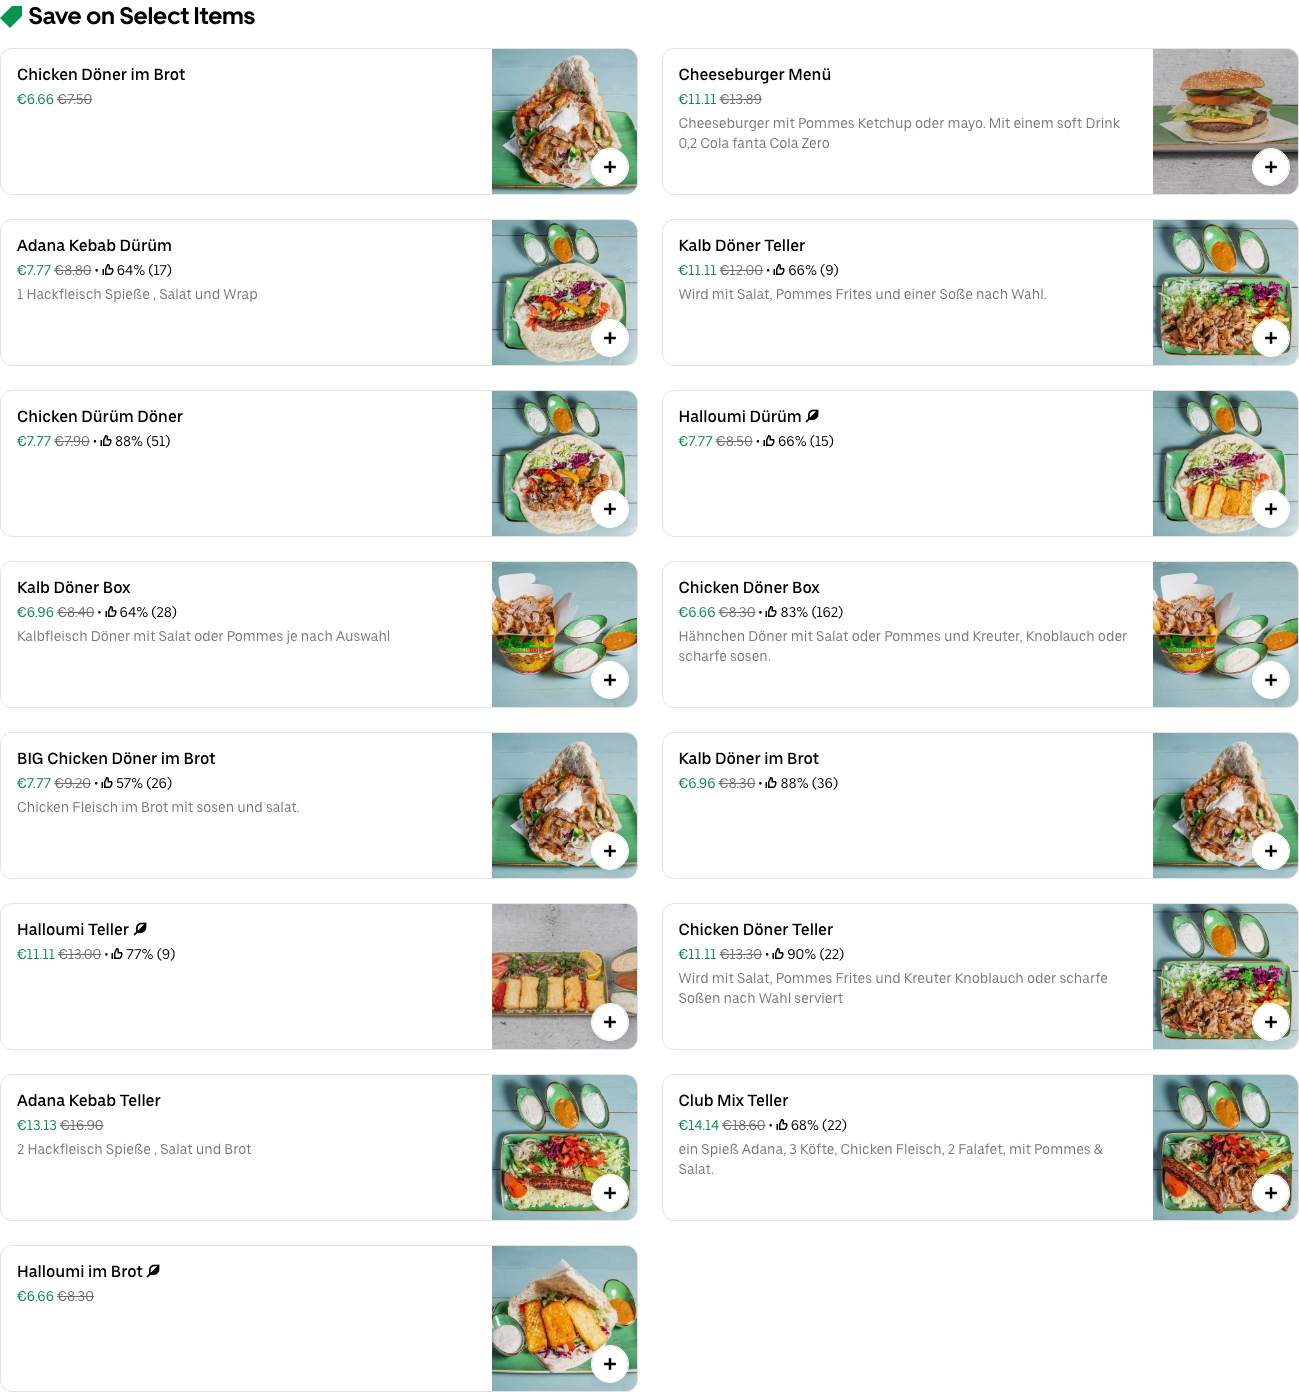 Save on Select Items
Chicken Döner im Brot
€6.66 €7.50
Cheeseburger Menü
€11.11 €13.89
Cheeseburger mit Pommes Ketchup oder mayo. Mit einem soft Drink
0,2 Cola fanta Cola Zero
Adana Kebab Dürüm
€7.77 €8.80 • 64% (17)
1 Hackfleisch Spieße , Salat und Wrap
Kalb Döner Teller
€11.11 €12.00 • 66% (9)
Wird mit Salat, Pommes Frites und einer Soße nach Wahl.
Chicken Dürüm Döner
€7.77 €7.90 • 88% (51)
Halloumi Dürüm
€7.77 €8.50 • 66% (15)
Kalb Döner Box
€6.96 €8.40 • 64% (28)
Kalbfleisch Döner mit Salat oder Pommes je nach Auswahl
Chicken Döner Box
€6.66 €8.30 • 83% (162)
Hähnchen Döner mit Salat oder Pommes und Kreuter, Knoblauch oder
scharfe sosen.
BIG Chicken Döner im Brot
€7.77 €9.20 • 57% (26)
Chicken Fleisch im Brot mit sosen und salat.
Kalb Döner im Brot
€6.96 €8.30 • 88% (36)
Halloumi Teller
€11.11 €13.00 • 77% (9)
Chicken Döner Teller
€11.11 €13.30 • 90% (22)
Wird mit Salat, Pommes Frites und Kreuter Knoblauch oder scharfe
Soßen nach Wahl serviert
Adana Kebab Teller
€13.13 €16.90
2 Hackfleisch Spieße , Salat und Brot
Club Mix Teller
€14.14 €18.60 • 68% (22)
ein Spieß Adana, 3 Köfte, Chicken Fleisch, 2 Falafet, mit Pommes &
Salat.
Halloumi im Brot
€6.66 €8.30